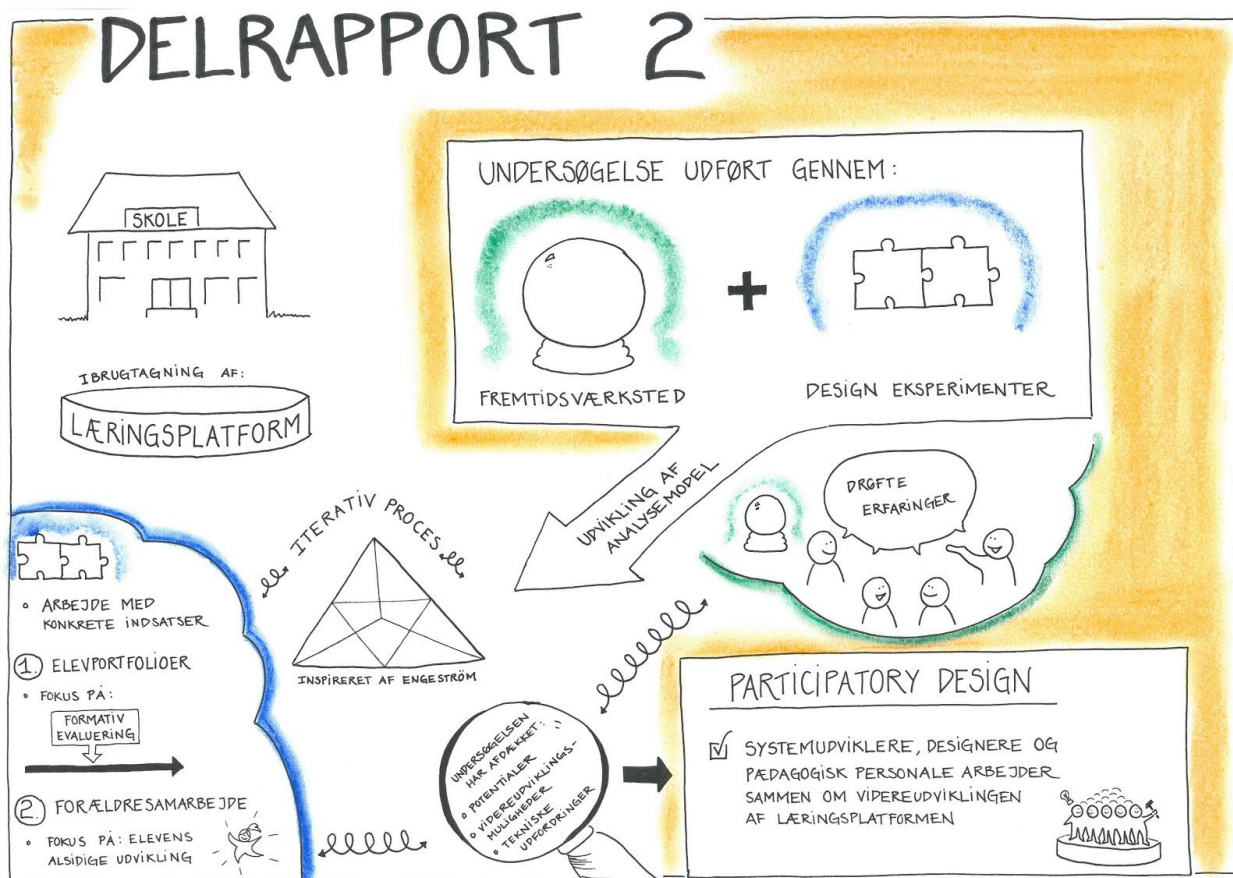 DELRAPPORT 2
SKOLE
IBRUGTAGNING AF:
LÆRINGSPLATFORM
UNDERSØGELSE UDFØRT GENNEM:
+
FREMTIDSVÆRKSTED
DESIGN EKSPERIMENTER
UDVIKLING AF
ANALYSEMODEL
DRØFTE
ERFARINGER
ITERATIV PROCES
INSPIRERET AF ENGESTRÖM
• ARBEJDE MED
KONKRETE INDSATSER
1. ELEVPORTFOLIOER
• FOKUS PÅ:
FORMATIV
EVALUERING
2. FORÆLDRESAMARBEJDE
• FOKUS PÅ: ELEVENS
ALSIDIGE UDVIKLING
UNDERSØGELSEN
HAR AFDÆKKET:
• POTENTIALER
• VIDEREUDVIKLINGS-
MULIGHEDER
• TEKNISKE
UDFORDRINGER
PARTICIPATORY DESIGN
SYSTEMUDVIKLERE, DESIGNERE OG
PÆDAGOGISK PERSONALE ARBEJDER
SAMMEN OM VIDEREUDVIKLINGEN
AF LÆRINGSPLATFORMEN